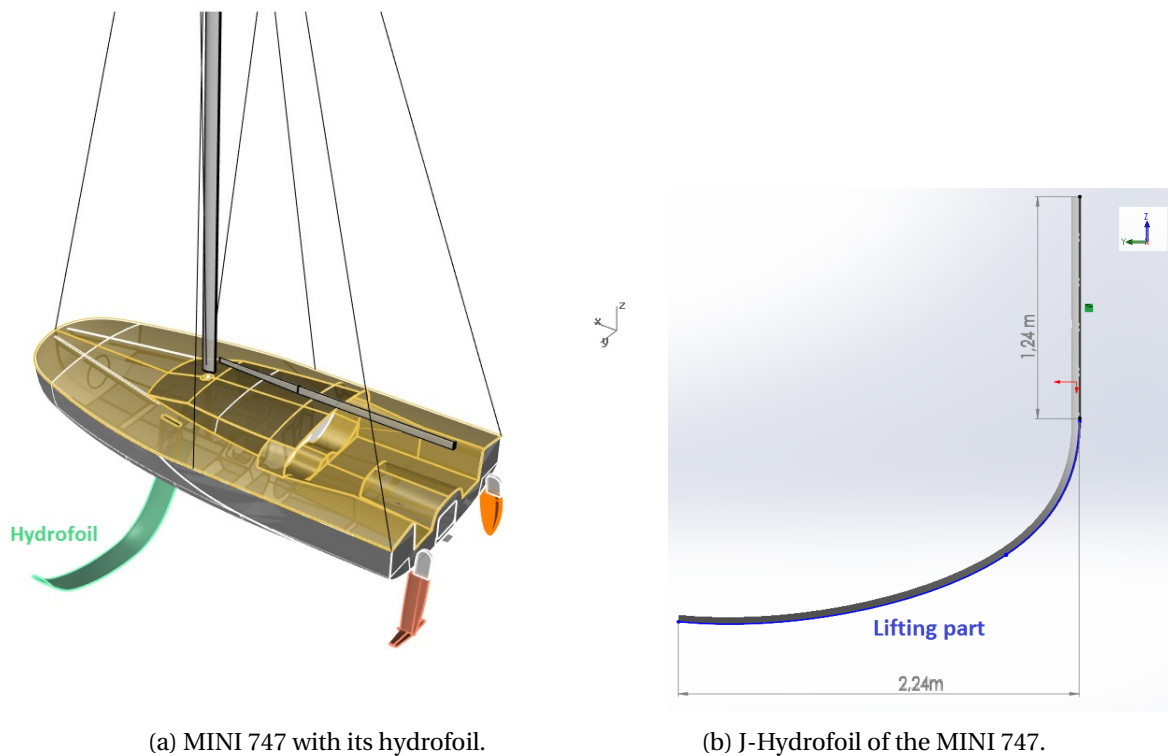 Hydrofoil
x
z
y
Z
Y
1,24 m
Lifting part
2,24m
(a) MINI 747 with its hydrofoil.
(b) J-Hydrofoil of the MINI 747.